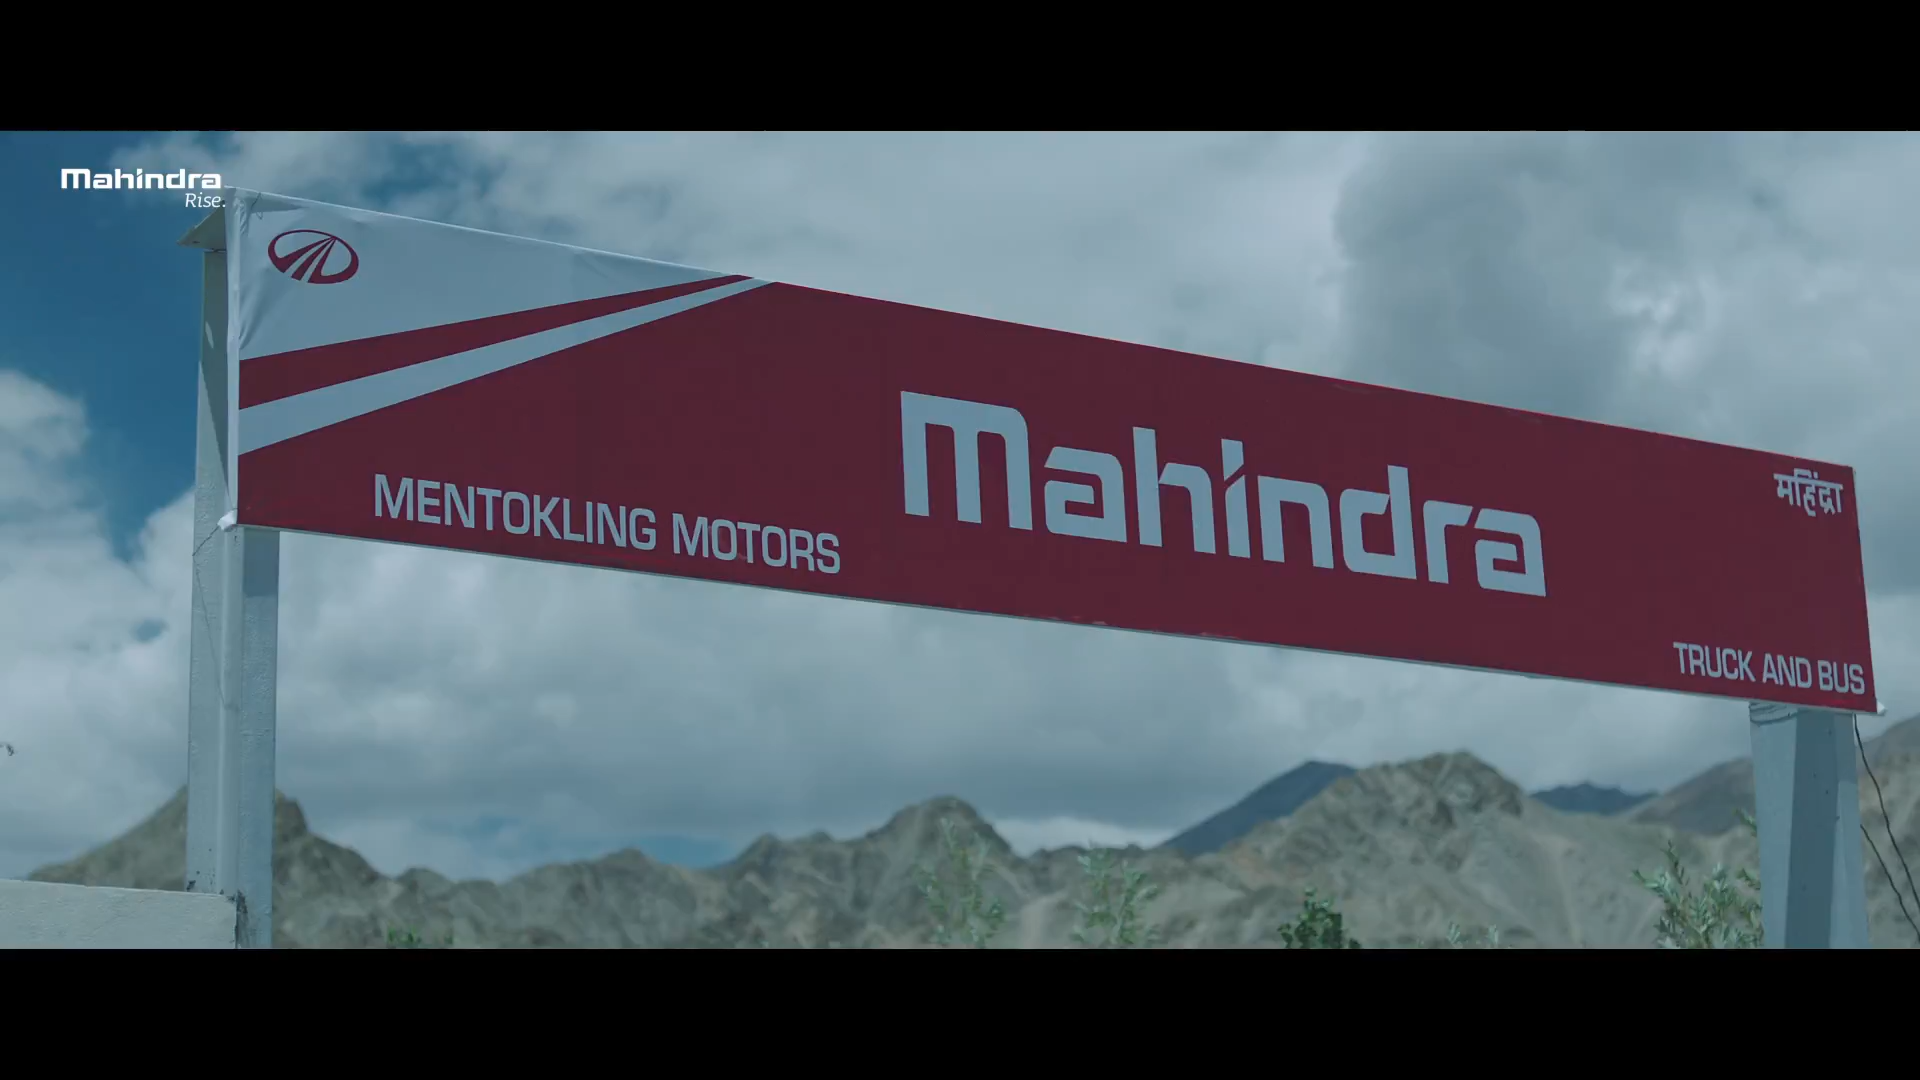 Mahindra
Rise.
MENTOKLING MOTORS
Mahindra
महिंद्रा
TRUCK AND BUS